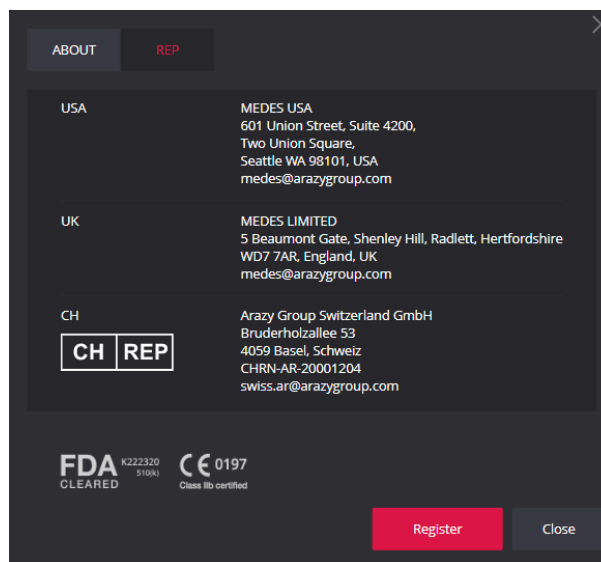 ABOUT
REP
USA
MEDES USA
601 Union Street, Suite 4200,
Two Union Square,
Seattle WA 98101, USA
medes@arazygroup.com
UK
MEDES LIMITED
5 Beaumont Gate, Shenley Hill, Radlett, Hertfordshire
WD7 7AR, England, UK
medes@arazygroup.com
CH
CH REP
Arazy Group Switzerland GmbH
Bruderholzallee 53
4059 Basel, Schweiz
CHRN-AR-20001204
swiss.ar@arazygroup.com
FDA K222320
510(k)
CLEARED
CE 0197
Class IIb certified
Register
Close